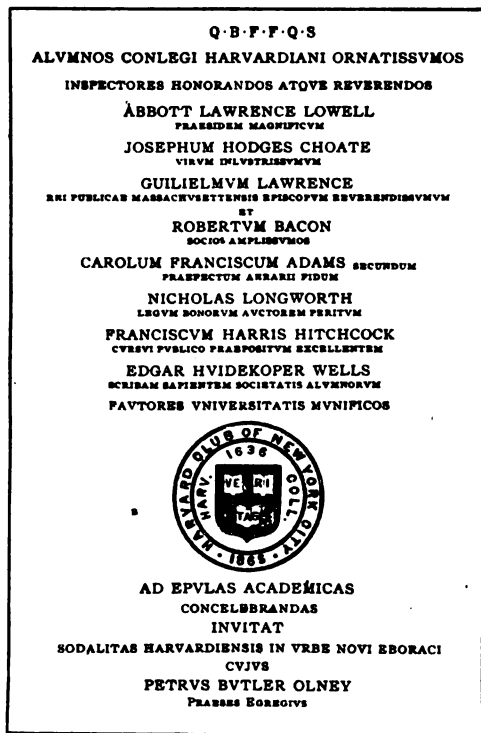 Q·B·F·F·Q·S
ALVMNOS CONLEGI HARVARDIANI ORNATISSVMOS
INSPECTORES HONORANDOS ATQVE REVERENDOS
ABBOTT LAWRENCE LOWELL
PRAESIDEM MAGNIFICVM
JOSEPHUM HODGES CHOATE
VIRVM INLVSTRISSVMVM
GUILIELMVM LAWRENCE
REI PUBLICAE MASSACHVSETTENSIS EPISCOPVM REVERENDISSVMVM
ET
ROBERTVM BACON
SOCIOS AMPLISSVMOS
CAROLUM FRANCISCUM ADAMS SECUNDUM
PRAEFECTUM AERARII FIDUM
NICHOLAS LONGWORTH
LEGVM BONORVM AVCTOREM PERITVM
FRANCISCVM HARRIS HITCHCOCK
CVRSVI PVBLICO PRAEPOSITVM EXCELLENTEM
EDGAR HVIDEKOPER WELLS
SCRIBAM SAPIENTEM SOCIETATIS ALVMNORVM
FAVTORES VNIVERSITATIS MVNIFICOS
HARVARD CLUB OF NEW YORK CITY
1636
HARV. COLL.
VE RI
TAS
·1865·
AD EPVLAS ACADEMICAS
CONCELEBRANDAS
INVITAT
SODALITAS HARVARDIENSIS IN VRBE NOVI EBORACI
CVJVS
PETRVS BVTLER OLNEY
PRAESES EGREGIVS